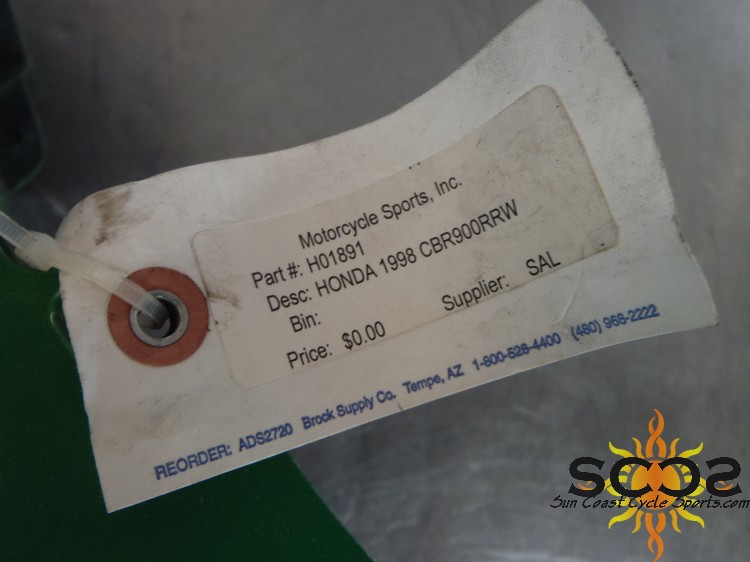 Motorcycle Sports, Inc.
Part #: H01891
Desc: HONDA 1998 CBR900RRW
Bin:
Price: $0.00 Supplier: SAL
REORDER: ADS2720 Brock Supply Co. Tempe, AZ 1-800-528-4400 (480) 968-2222
SCCS
Sun Coast Cycle Sports.com